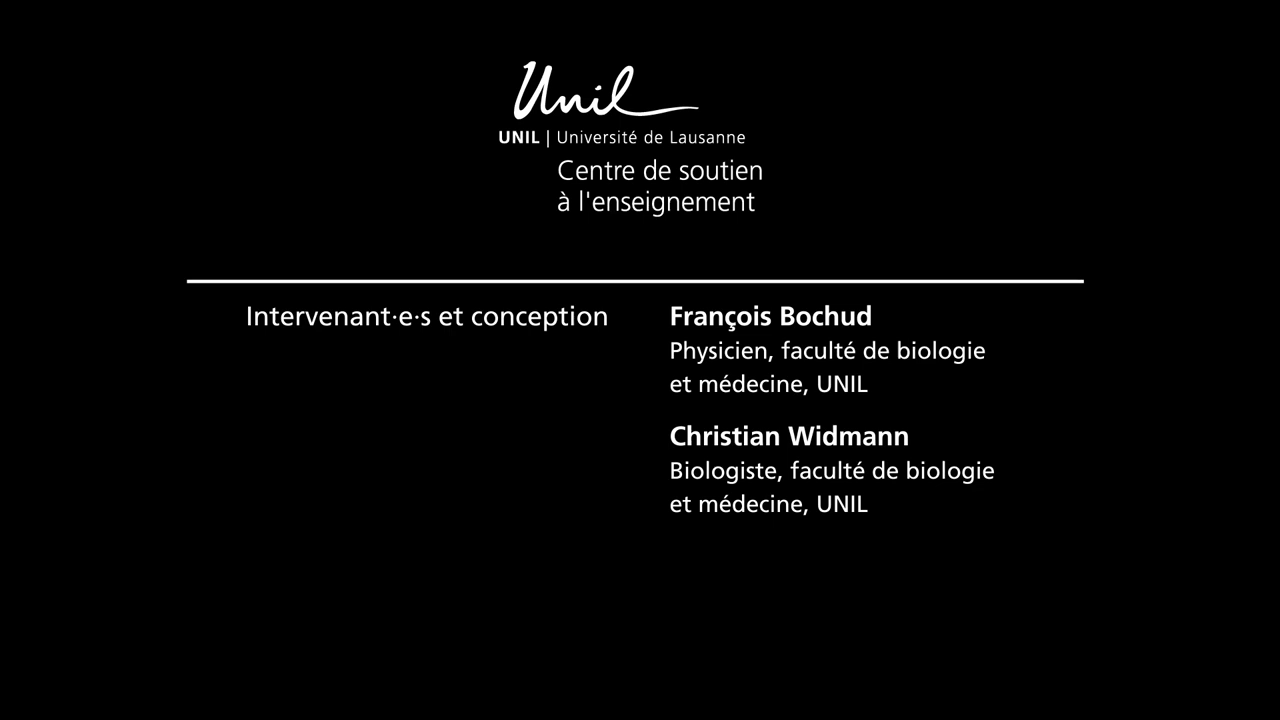 Unil
UNIL | Université de Lausanne
Centre de soutien
à l'enseignement
Intervenant·e·s et conception
François Bochud
Physicien, faculté de biologie
et médecine, UNIL
Christian Widmann
Biologiste, faculté de biologie
et médecine, UNIL